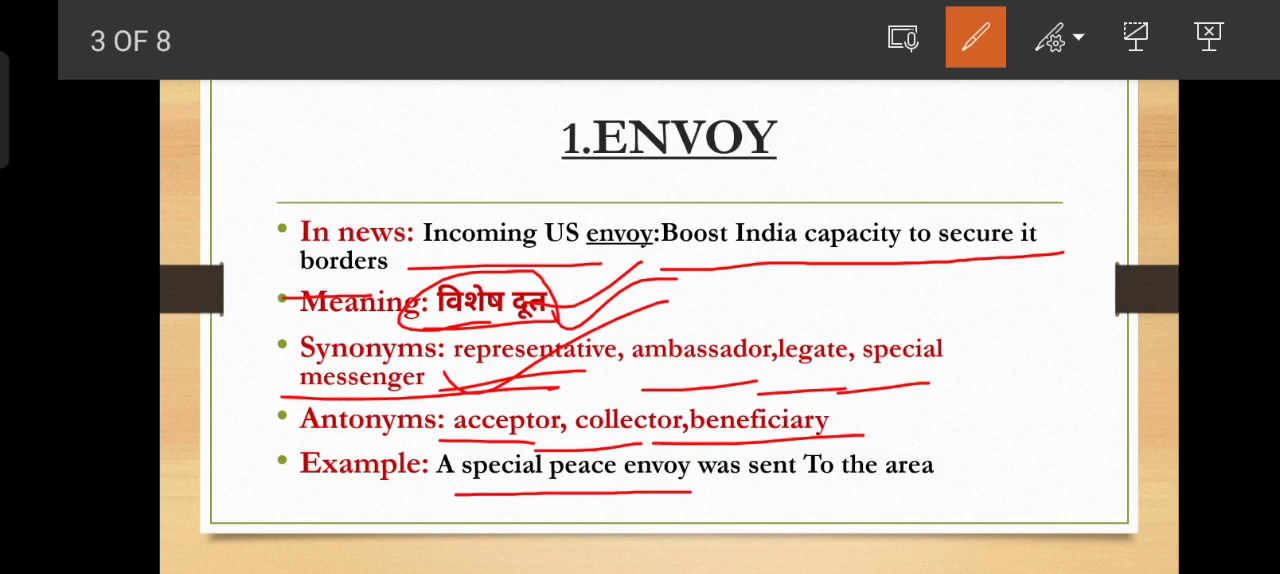 3 OF 8
1.ENVOY
In news: Incoming US envoy:Boost India capacity to secure it
borders
Meaning: विशेष दूत
Synonyms: representative, ambassador,legate, special
messenger
Antonyms: acceptor, collector,beneficiary
Example: A special peace envoy was sent To the area